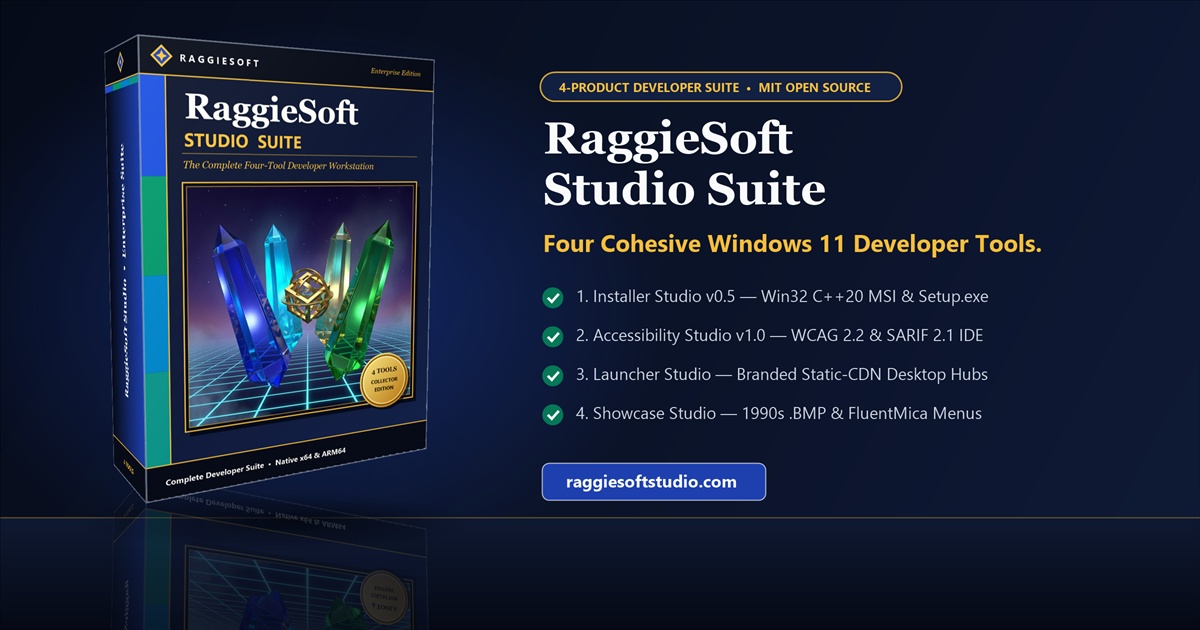 RAGGIESOFT
Enterprise Edition
RaggieSoft
STUDIO SUITE
The Complete Four-Tool Developer Workstation
4 TOOLS
COLLECTOR
EDITION
Complete Developer Suite • Native x64 & ARM64
RaggieSoft Studio • Enterprise Suite
4 TOOLS
4-PRODUCT DEVELOPER SUITE • MIT OPEN SOURCE
RaggieSoft
Studio Suite
Four Cohesive Windows 11 Developer Tools.
1. Installer Studio v0.5 — Win32 C++20 MSI & Setup.exe
2. Accessibility Studio v1.0 — WCAG 2.2 & SARIF 2.1 IDE
3. Launcher Studio — Branded Static-CDN Desktop Hubs
4. Showcase Studio — 1990s .BMP & FluentMica Menus
raggiesoftstudio.com